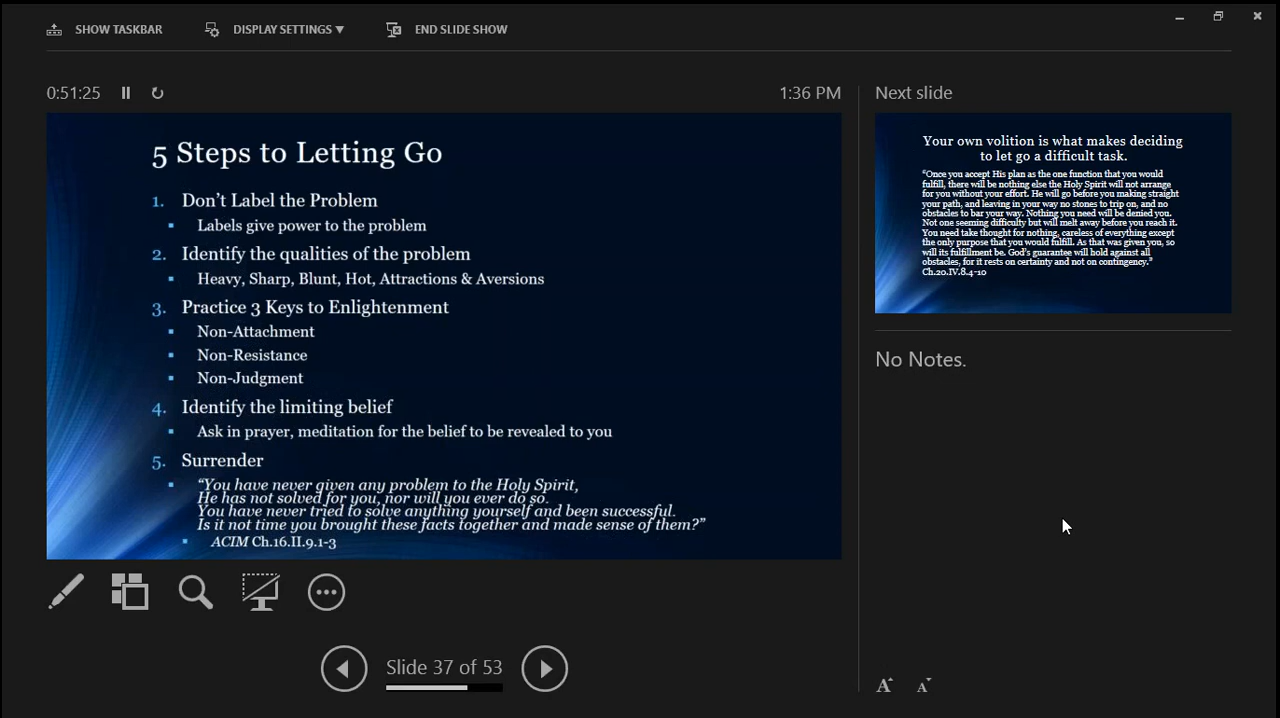 SHOW TASKBAR
DISPLAY SETTINGS ▼
END SLIDE SHOW
0:51:25
1:36 PM
5 Steps to Letting Go
1. Don't Label the Problem
▪ Labels give power to the problem
2. Identify the qualities of the problem
▪ Heavy, Sharp, Blunt, Hot, Attractions & Aversions
3. Practice 3 Keys to Enlightenment
▪ Non-Attachment
▪ Non-Resistance
▪ Non-Judgment
4. Identify the limiting belief
▪ Ask in prayer, meditation for the belief to be revealed to you
5. Surrender
▪ “You have never given any problem to the Holy Spirit,
He has not solved for you, nor will you ever do so.
You have never tried to solve anything yourself and been successful.
Is it not time you brought these facts together and made sense of them?”
▪ ACIM Ch.16.II.9.1-3
Slide 37 of 53
Next slide
Your own volition is what makes deciding
to let go a difficult task.
“Once you accept His plan as the one function that you would
fulfill, there will be nothing else the Holy Spirit will not arrange
for you without your effort. He will go before you making straight
your path, and leaving in your way no stones to trip on, and no
obstacles to bar your way. Nothing you need will be denied you.
Not one seeming difficulty but will melt away before you reach it.
You need take thought for nothing, careless of everything except
the only purpose that you would fulfill. As that was given you, so
will its fulfillment be. God's guarantee will hold against all
obstacles, for it rests on certainty and not on contingency.”
Ch.20.IV.8.4-10
No Notes.
A A